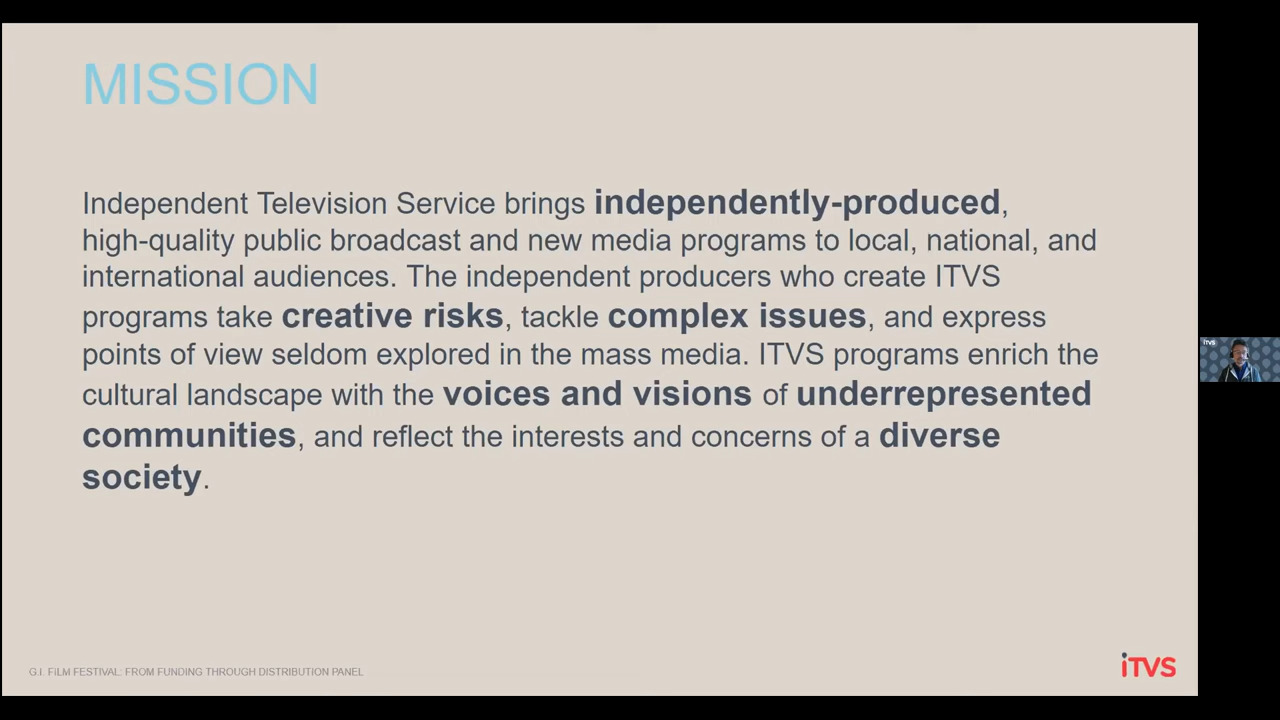 MISSION
Independent Television Service brings independently-produced,
high-quality public broadcast and new media programs to local, national, and
international audiences. The independent producers who create ITVS
programs take creative risks, tackle complex issues, and express
points of view seldom explored in the mass media. ITVS programs enrich the
cultural landscape with the voices and visions of underrepresented
communities, and reflect the interests and concerns of a diverse
society.
iTVS
G.I. FILM FESTIVAL: FROM FUNDING THROUGH DISTRIBUTION PANEL
iTVS